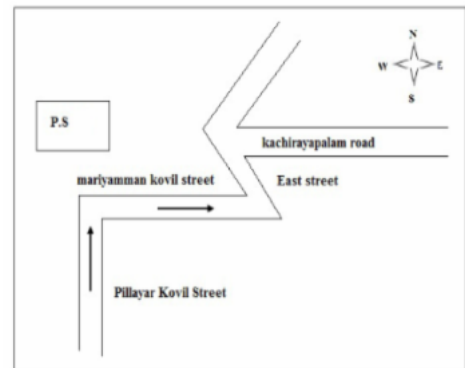 N
W E
S
P.S
kachirayapalam road
mariyamman kovil street
East street
Pillayar Kovil Street